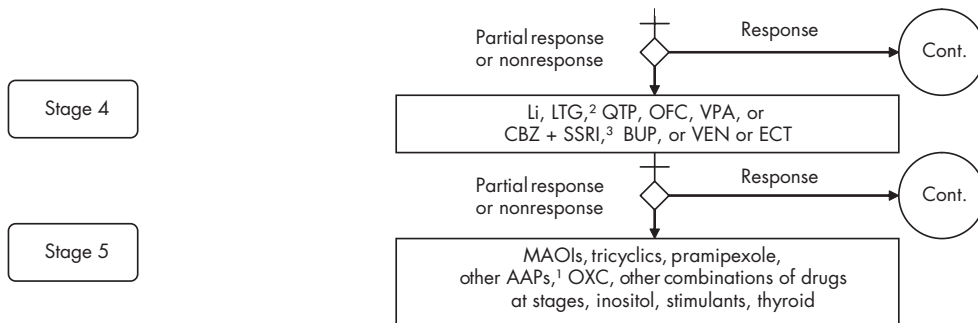 Partial response
or nonresponse
Response
Cont.
Stage 4
Li, LTG,² QTP, OFC, VPA, or
CBZ + SSRI,³ BUP, or VEN or ECT
Partial response
or nonresponse
Response
Cont.
Stage 5
MAOIs, tricyclics, pramipexole,
other AAPs,¹ OXC, other combinations of drugs
at stages, inositol, stimulants, thyroid